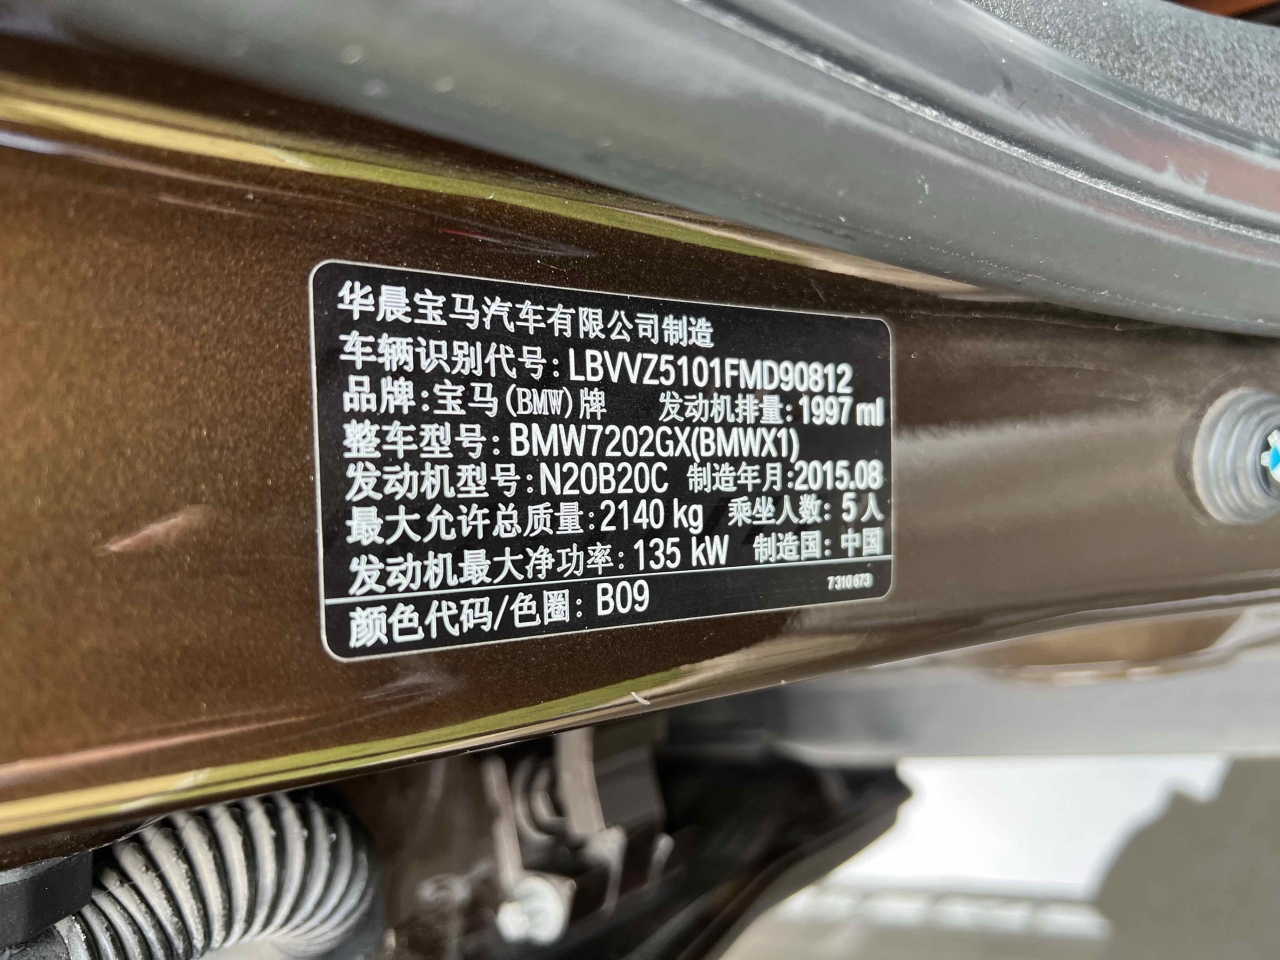 华晨宝马汽车有限公司制造
车辆识别代号: LBVVZ5101FMD90812
品牌: 宝马(BMW)牌 发动机排量: 1997 ml
整车型号: BMW7202GX(BMWX1)
发动机型号: N20B20C 制造年月: 2015.08
最大允许总质量: 2140 kg 乘坐人数: 5 人
发动机最大净功率: 135 kW 制造国: 中国
7 310 673
颜色代码/色圈: B09